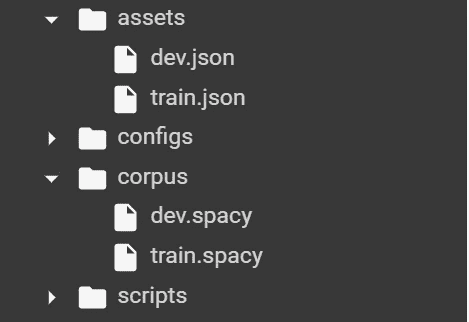 assets
dev.json
train.json
configs
corpus
dev.spacy
train.spacy
scripts